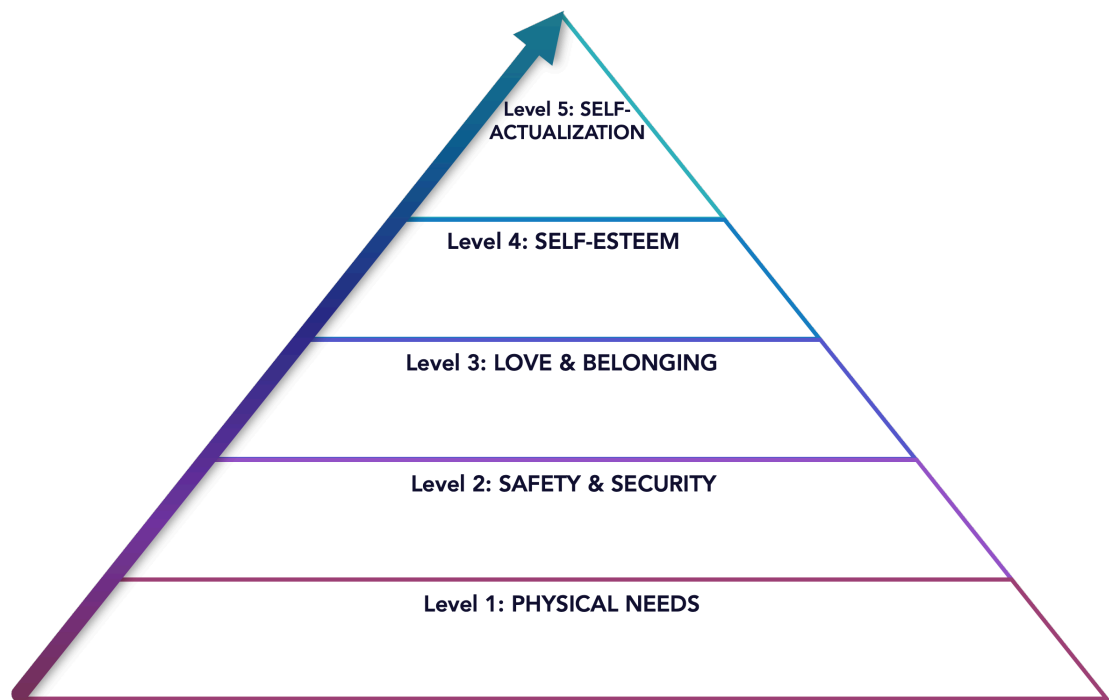 Level 5: SELF-
ACTUALIZATION
Level 4: SELF-ESTEEM
Level 3: LOVE & BELONGING
Level 2: SAFETY & SECURITY
Level 1: PHYSICAL NEEDS